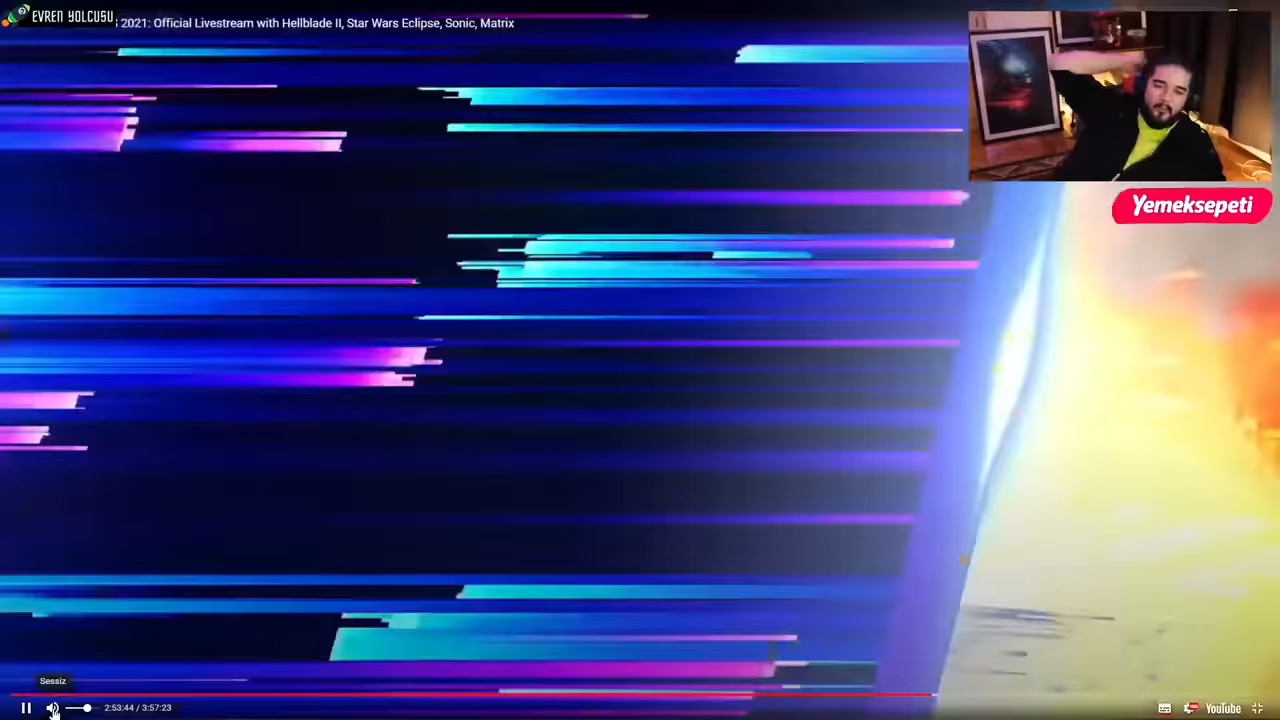 EVREN YOLCUSU
: 2021: Official Livestream with Hellblade II, Star Wars Eclipse, Sonic, Matrix
Yemeksepeti
Sessiz
2:53:44 / 3:57:23
YouTube